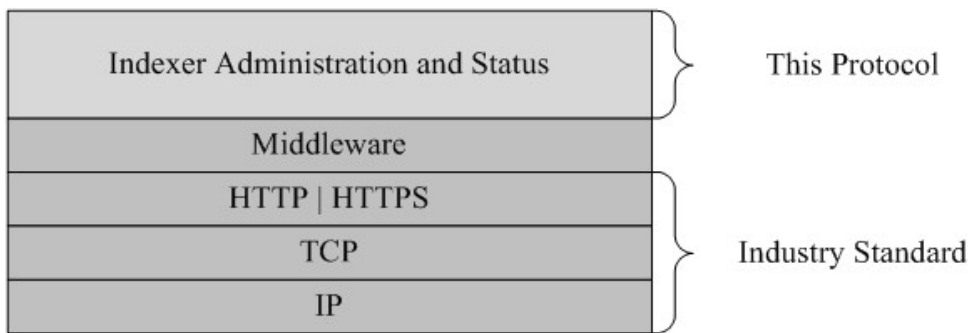 Indexer Administration and Status
This Protocol
Middleware
HTTP | HTTPS
TCP
Industry Standard
IP